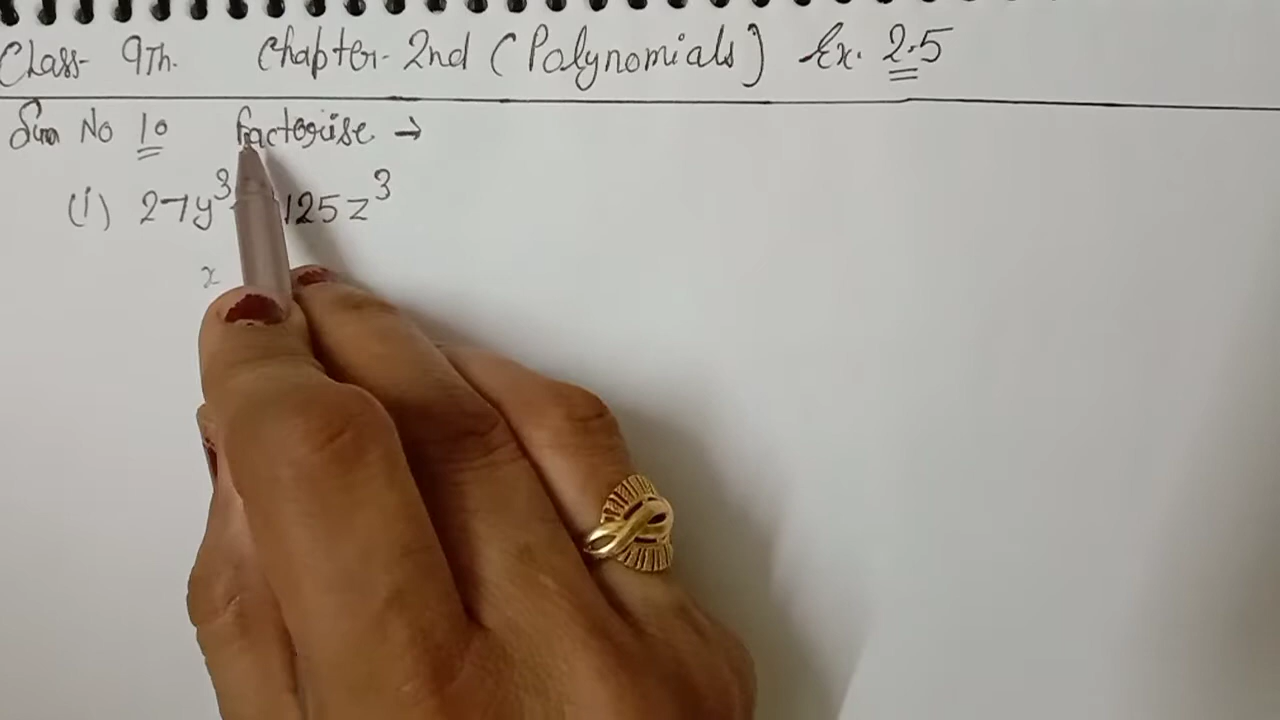 Class- 9Th. Chapter- 2nd (Polynomials) Ex. 2.5
Sum No 10 Factorise →
(i) 27y³ 125z³
x